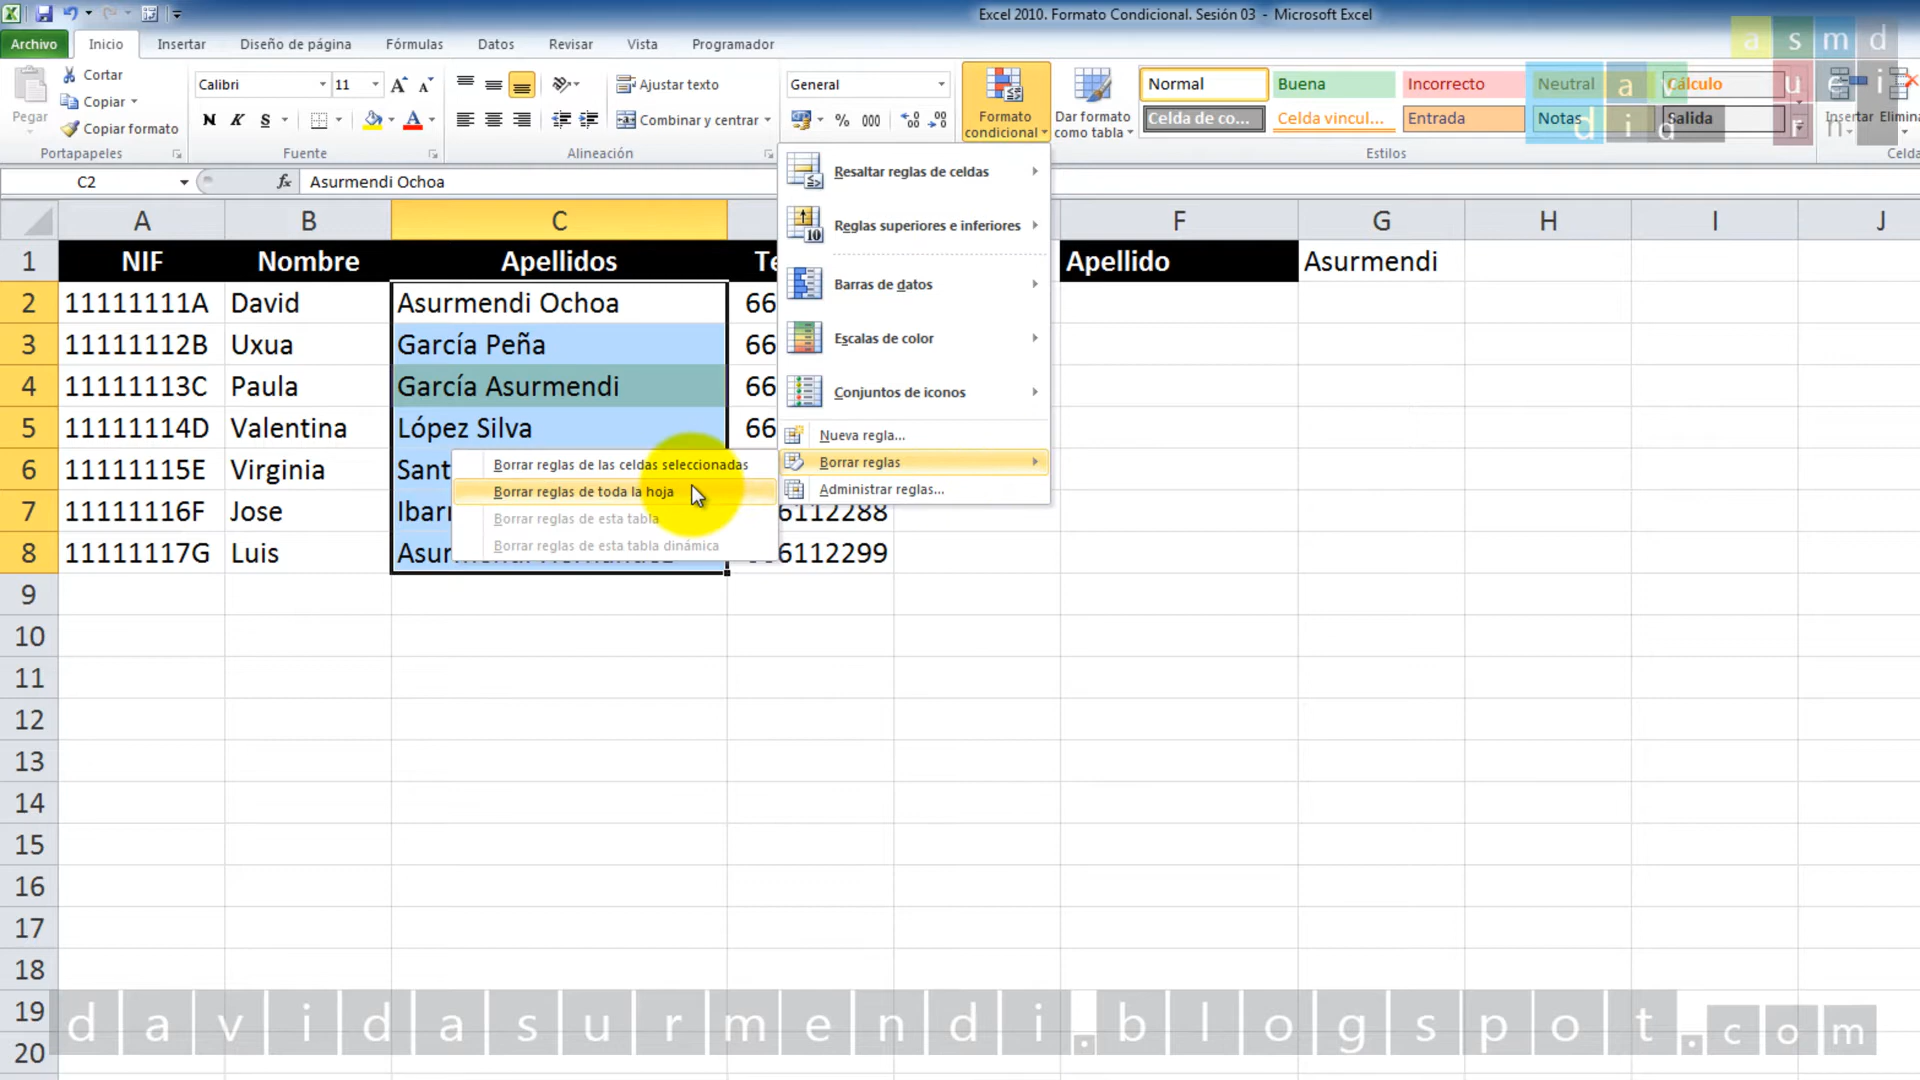 Excel 2010. Formato Condicional. Sesión 03 - Microsoft Excel
Archivo Inicio Insertar Diseño de página Fórmulas Datos Revisar Vista Programador
a s m d
Pegar
Cortar
Copiar
Copiar formato
Portapapeles
Calibri 11
N K S A
Fuente
Ajustar texto
Combinar y centrar
Alineación
General
% 000
Formato condicional
Dar formato como tabla
Normal Buena Incorrecto Neutral Cálculo
Celda de co... Celda vincul... Entrada Notas Salida
Estilos
Insertar
C2 fx Asurmendi Ochoa
A B C F G H I J
1 NIF Nombre Apellidos Te Apellido Asurmendi
2 11111111A David Asurmendi Ochoa 66
3 11111112B Uxua García Peña 66
4 11111113C Paula García Asurmendi 66
5 11111114D Valentina López Silva 66
6 11111115E Virginia Sant
7 11111116F Jose Ibarr 6112288
8 11111117G Luis Asur 6112299
9
10
11
12
13
14
15
16
17
18
19
20
Resaltar reglas de celdas
Reglas superiores e inferiores
Barras de datos
Escalas de color
Conjuntos de iconos
Nueva regla...
Borrar reglas
Administrar reglas...
Borrar reglas de las celdas seleccionadas
Borrar reglas de toda la hoja
Borrar reglas de esta tabla
Borrar reglas de esta tabla dinámica
davidasurmendi.blogspot.com